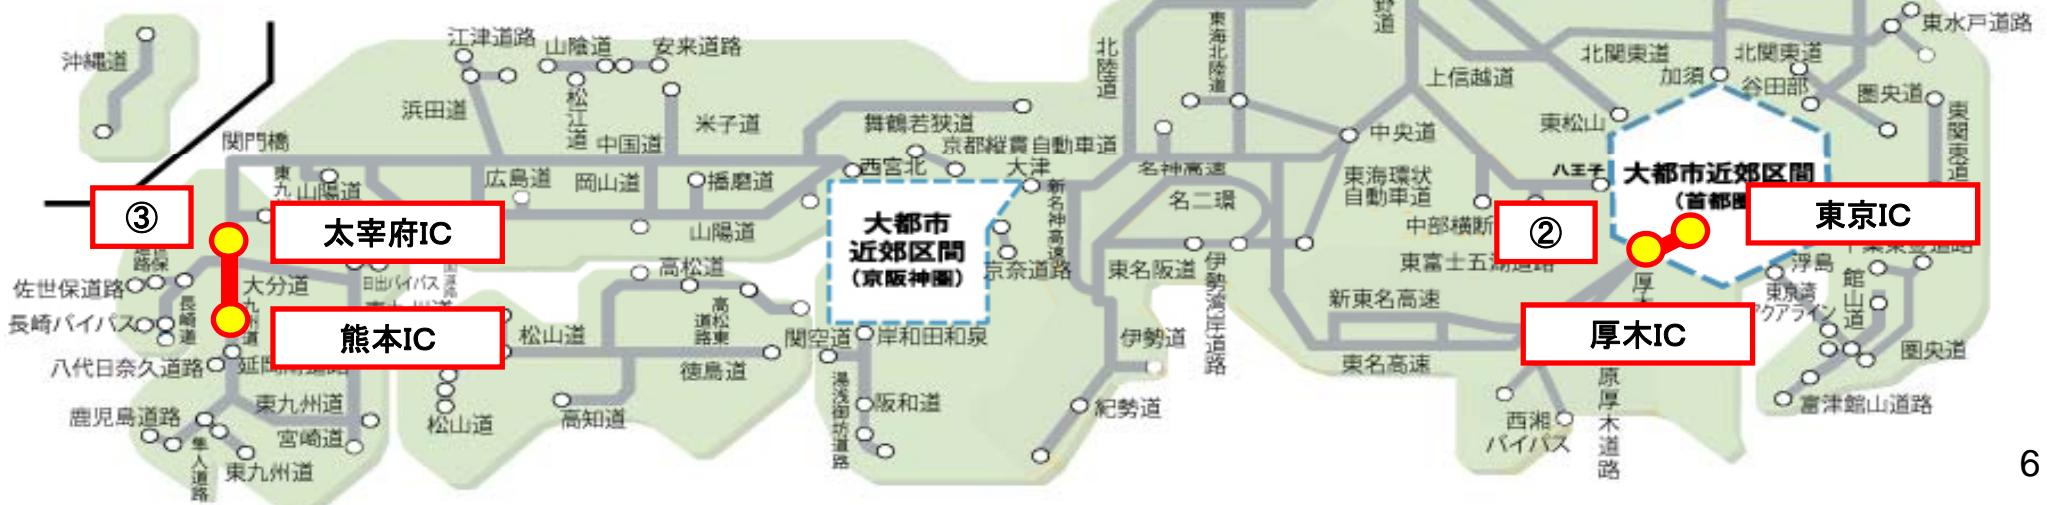 沖縄道
関門橋
江津道路
山陰道
安来道路
浜田道
松江道
中国道
米子道
舞鶴若狭道
京都縦貫自動車道
西宮北
大津
山陽道
広島道
岡山道
播磨道
山陽道
大都市
近郊区間
(京阪神圏)
新名神高速
京奈道路
北陸道
東海北陸道
名神高速
名二環
東海環状
自動車道
中央道
上信越道
北関東道
北関東道
加須
谷田部
東水戸道路
圏央道
東関東道
東松山
八王子
大都市近郊区間
(首都圏
③
太宰府IC
熊本IC
②
東京IC
厚木IC
中部横断
東富士五湖道路
佐世保道路
長崎バイパス
長崎道
大分道
日出バイパス
九州道
八代日奈久道路
鹿児島道路
隼人道路
東九州道
東九州道
宮崎道
松山道
松山道
高知道
高松道
高松東道路
徳島道
関空道
岸和田和泉
阪和道
湯浅御坊道路
東名阪道
伊勢湾岸道路
伊勢道
紀勢道
新東名高速
東名高速
西湘
バイパス
浮島
東京湾
アクアライン
館山道
圏央道
富津館山道路
6